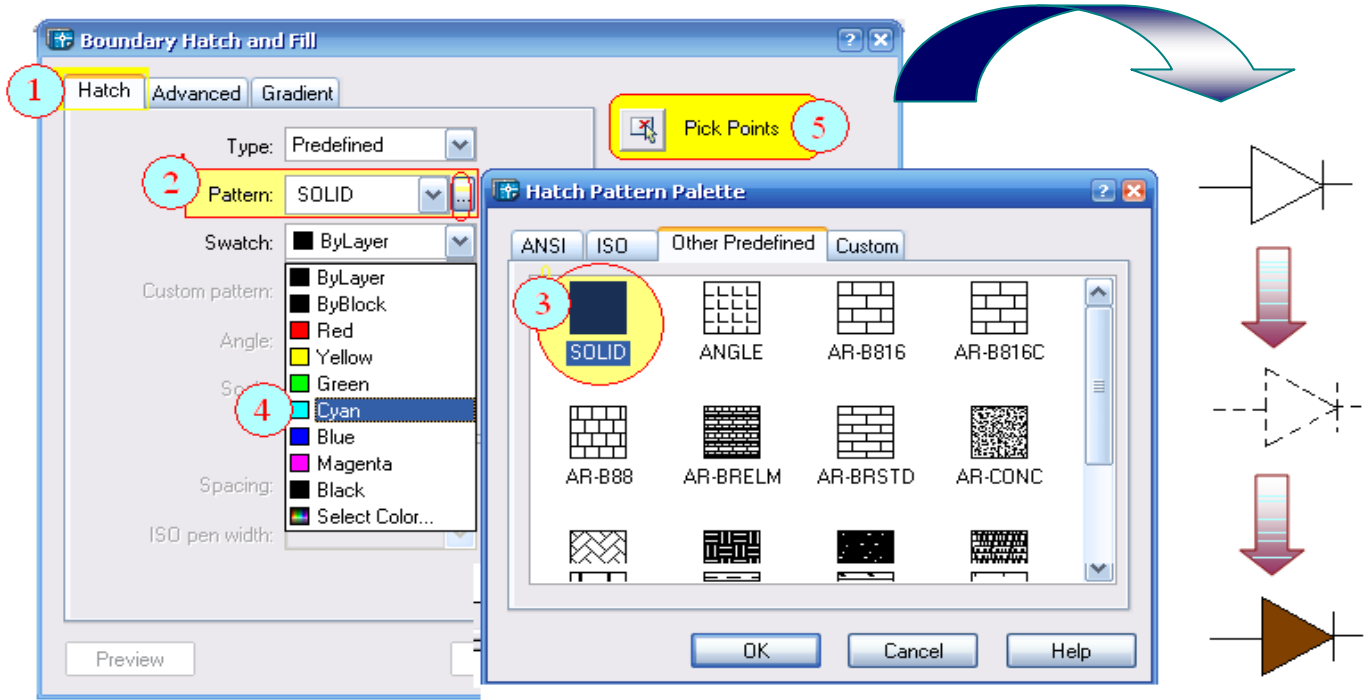 Boundary Hatch and Fill
1
Hatch Advanced Gradient
Type: Predefined
Pick Points 5
2 Pattern: SOLID ...
Swatch: ByLayer
ByLayer
ByBlock
Red
Yellow
Green
4 Cyan
Blue
Magenta
Black
Select Color...
Custom pattern:
Angle:
Spacing:
ISO pen width:
Preview
Hatch Pattern Palette
ANSI ISO Other Predefined Custom
3
SOLID ANGLE AR-B816 AR-B816C
AR-B88 AR-BRELM AR-BRSTD AR-CONC
OK Cancel Help